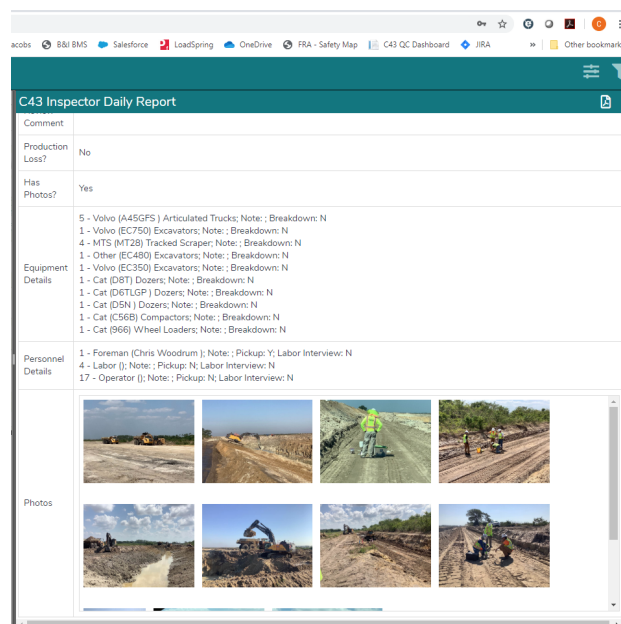 acobs B&I BMS Salesforce LoadSpring OneDrive FRA - Safety Map C43 QC Dashboard JIRA » Other bookmark
C43 Inspector Daily Report
Comment
Production Loss? No
Has Photos? Yes
5 - Volvo (A45GFS ) Articulated Trucks; Note: ; Breakdown: N
1 - Volvo (EC750) Excavators; Note: ; Breakdown: N
4 - MTS (MT28) Tracked Scraper; Note: ; Breakdown: N
1 - Other (EC480) Excavators; Note: ; Breakdown: N
Equipment Details
1 - Volvo (EC350) Excavators; Note: ; Breakdown: N
1 - Cat (D8T) Dozers; Note: ; Breakdown: N
1 - Cat (D6TLGP ) Dozers; Note: ; Breakdown: N
1 - Cat (D5N ) Dozers; Note: ; Breakdown: N
1 - Cat (C56B) Compactors; Note: ; Breakdown: N
1 - Cat (966) Wheel Loaders; Note: ; Breakdown: N
Personnel Details
1 - Foreman (Chris Woodrum ); Note: ; Pickup: Y; Labor Interview: N
4 - Labor (); Note: ; Pickup: N; Labor Interview: N
17 - Operator (); Note: ; Pickup: N; Labor Interview: N
Photos